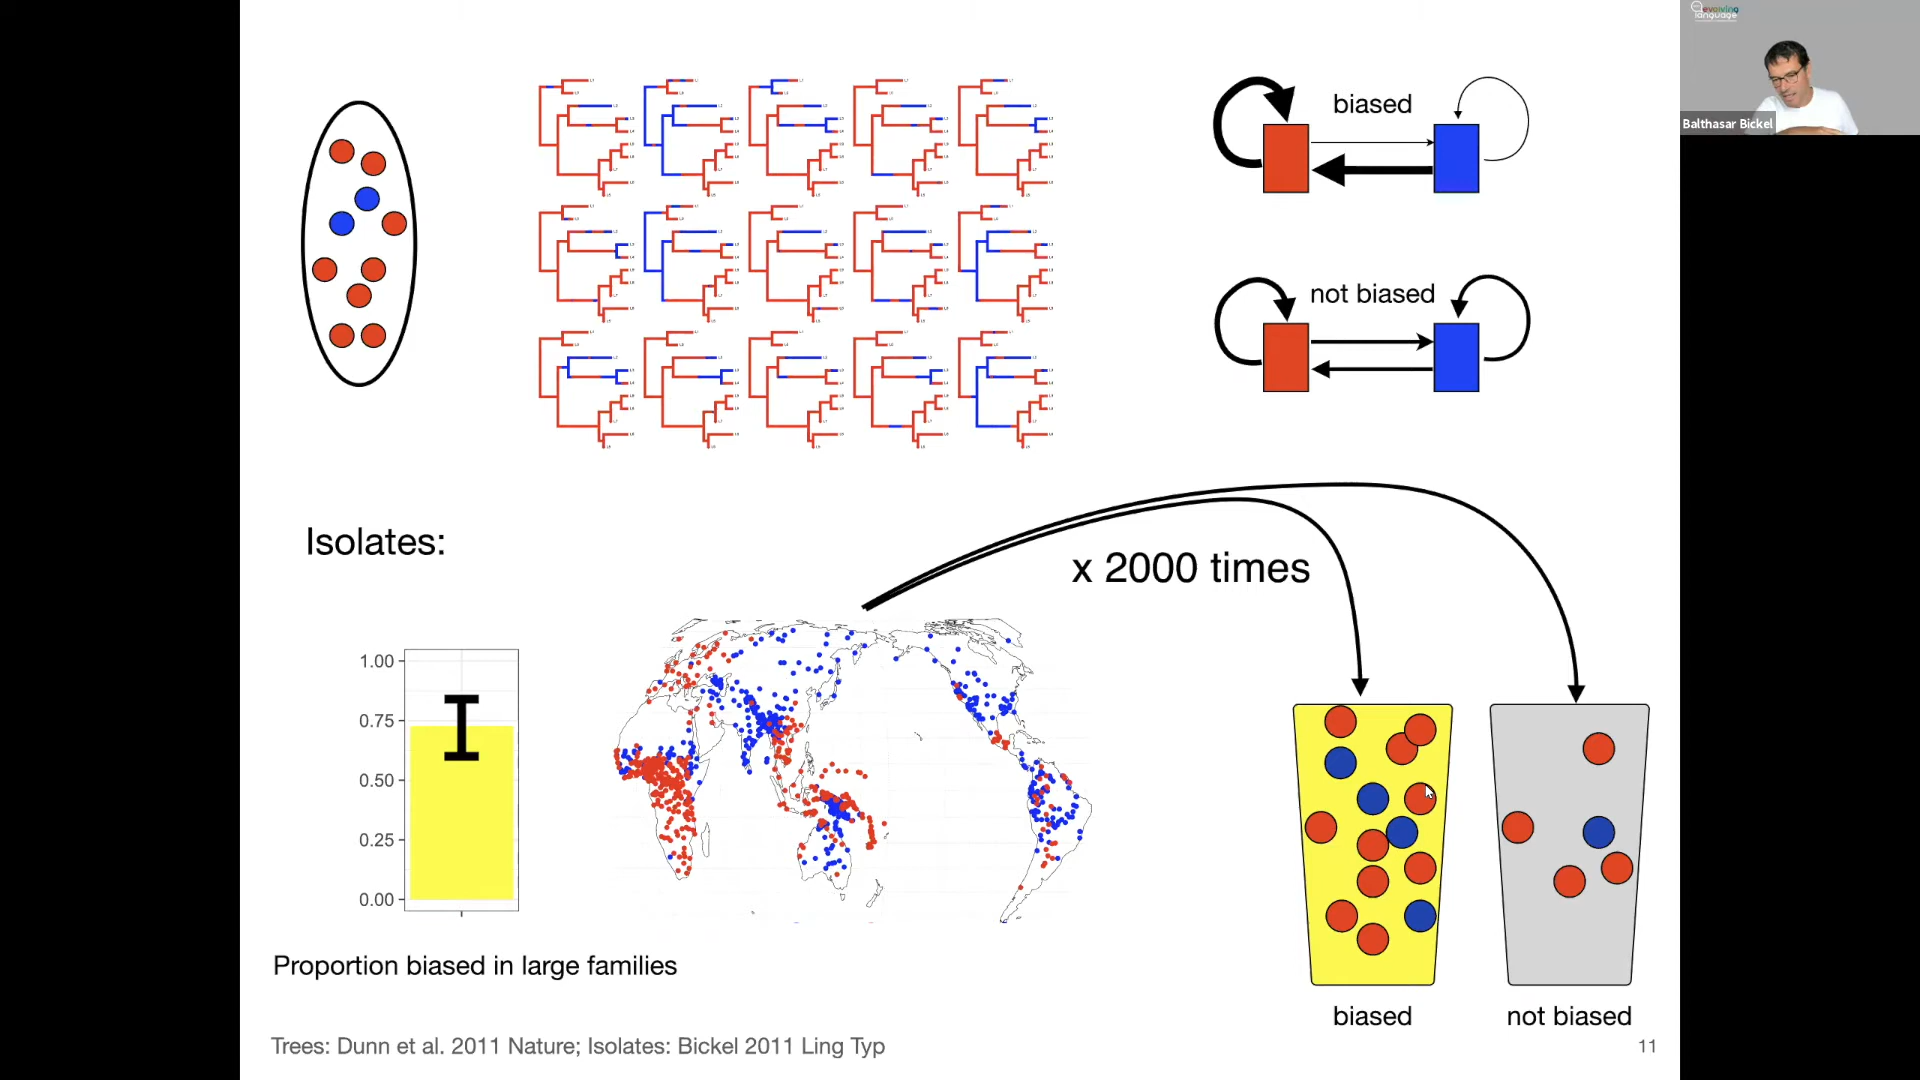 evolving
language
Balthasar Bickel
biased
not biased
Isolates:
x 2000 times
1.00
0.75
0.50
0.25
0.00
Proportion biased in large families
biased
not biased
Trees: Dunn et al. 2011 Nature; Isolates: Bickel 2011 Ling Typ
11